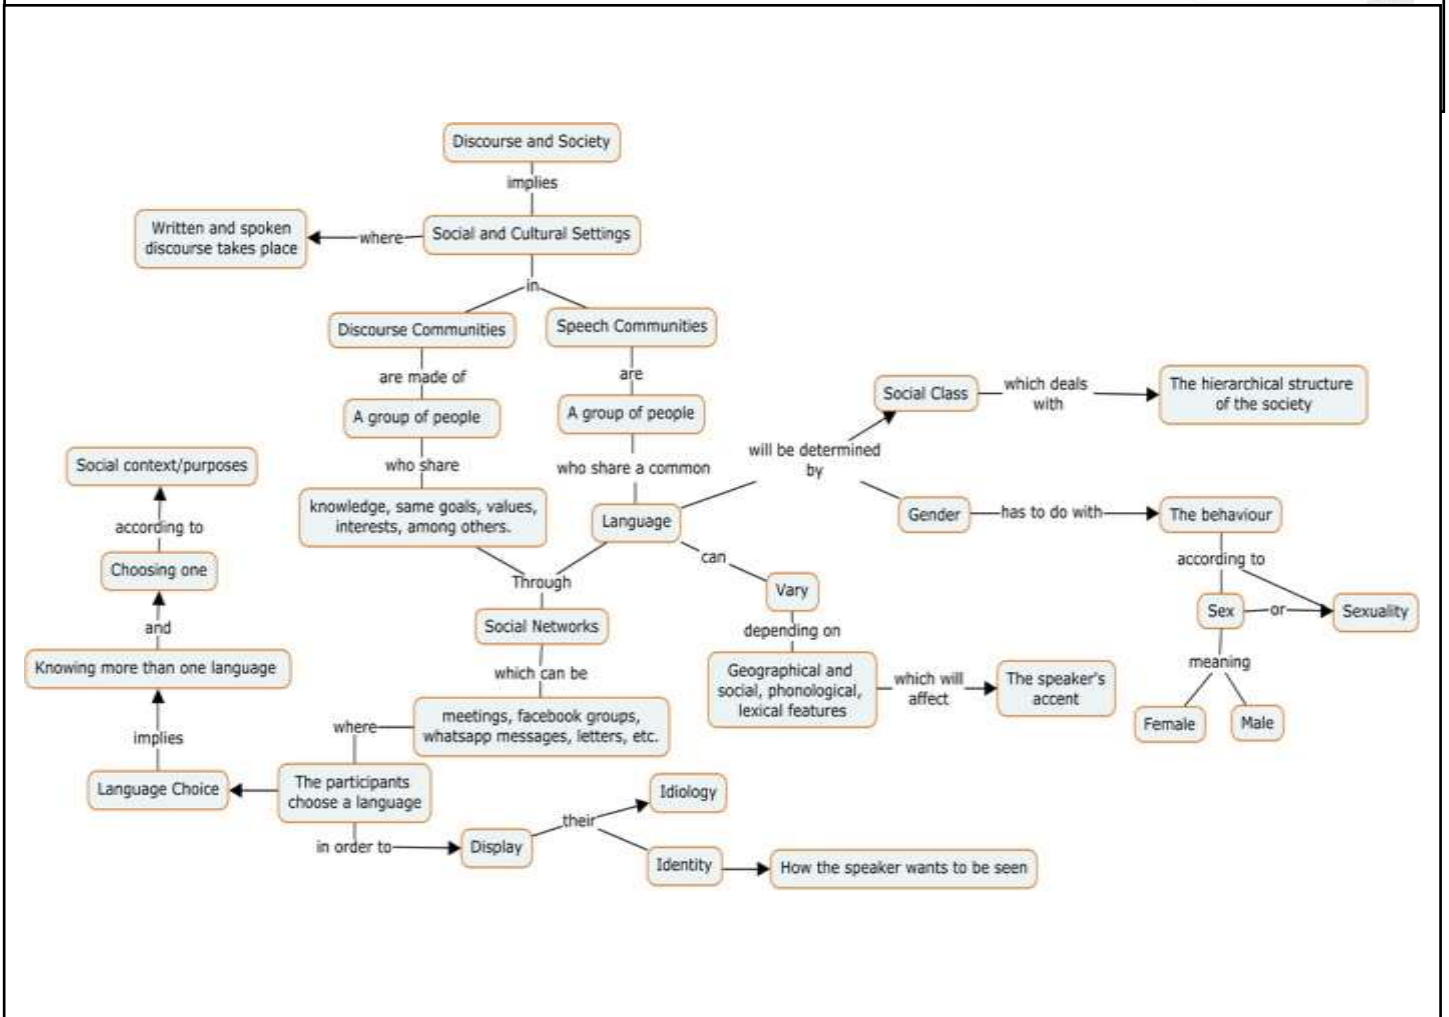 Discourse and Society
implies
Written and spoken
discourse takes place
where
Social and Cultural Settings
in
Discourse Communities
Speech Communities
are made of
are
A group of people
A group of people
who share
who share a common
knowledge, same goals, values,
interests, among others.
Language
Through
Social Networks
which can be
meetings, facebook groups,
whatsapp messages, letters, etc.
where
The participants
choose a language
Language Choice
implies
Knowing more than one language
and
Choosing one
according to
Social context/purposes
in order to
Display
their
Idiology
Identity
How the speaker wants to be seen
can
Vary
depending on
Geographical and
social, phonological,
lexical features
which will
affect
The speaker's
accent
will be determined
by
Social Class
which deals
with
The hierarchical structure
of the society
Gender
has to do with
The behaviour
according to
Sex
or
Sexuality
meaning
Female
Male